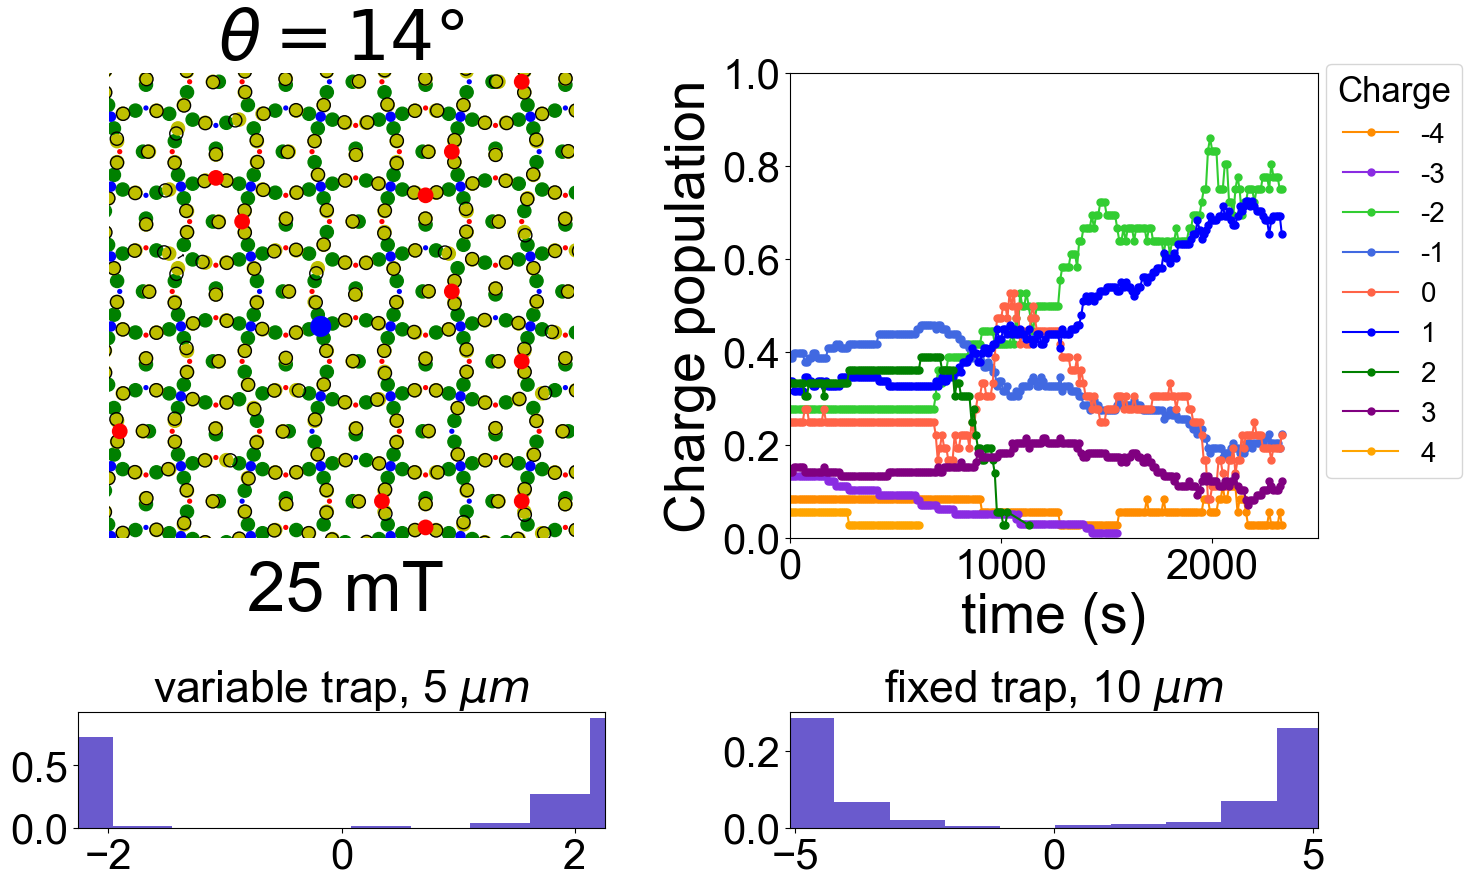 θ = 14°
25 mT
Charge population
1.0
0.8
0.6
0.4
0.2
0.0
0 1000 2000
time (s)
Charge
-4
-3
-2
-1
0
1
2
3
4
variable trap, 5 μm
0.5
0.0
−2 0 2
fixed trap, 10 μm
0.2
0.0
−5 0 5